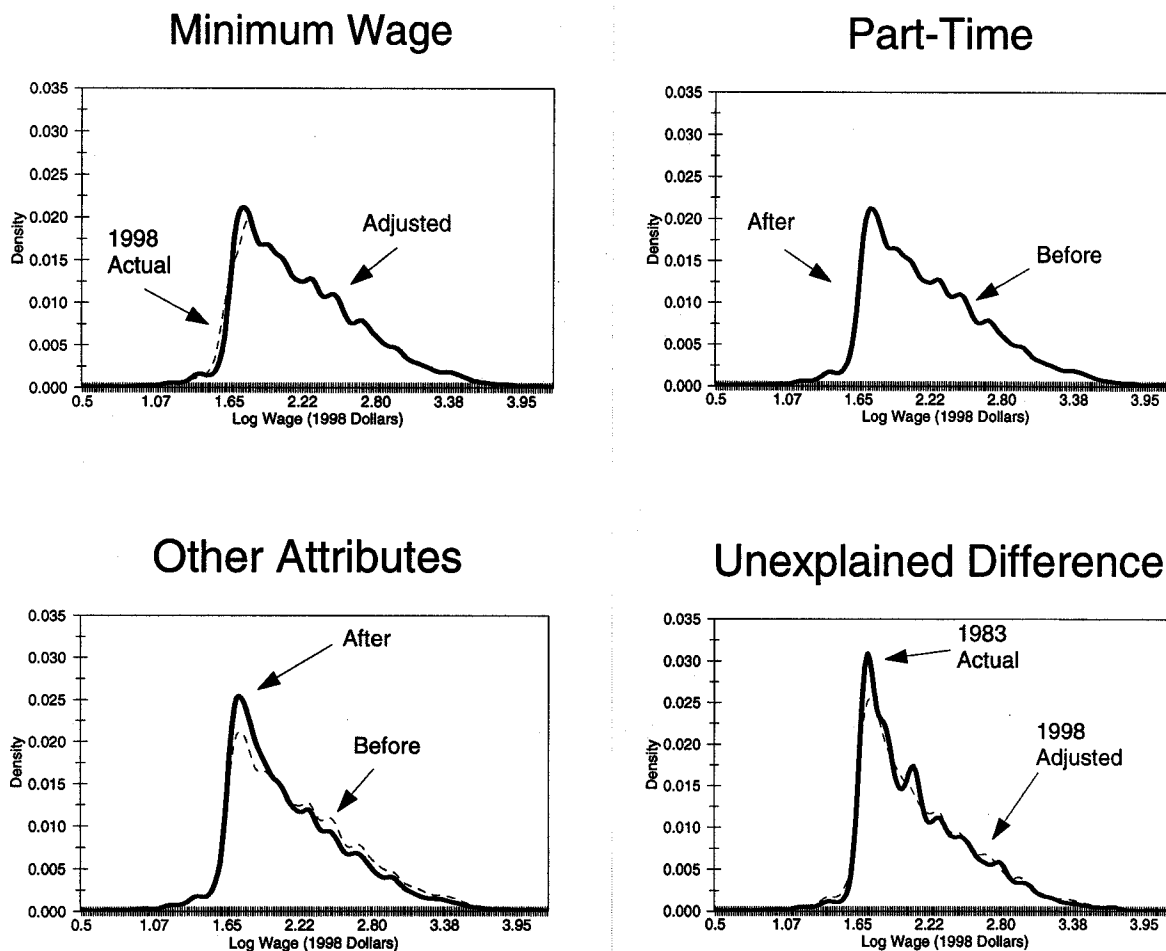 Minimum Wage
0.035
0.030
0.025
0.020
0.015
0.010
0.005
0.000
Density
1998
Actual
Adjusted
0.5 1.07 1.65 2.22 2.80 3.38 3.95
Log Wage (1998 Dollars)
Part-Time
0.035
0.030
0.025
0.020
0.015
0.010
0.005
0.000
Density
After
Before
0.5 1.07 1.65 2.22 2.80 3.38 3.95
Log Wage (1998 Dollars)
Other Attributes
0.035
0.030
0.025
0.020
0.015
0.010
0.005
0.000
Density
After
Before
0.5 1.07 1.65 2.22 2.80 3.38 3.95
Log Wage (1998 Dollars)
Unexplained Difference
0.035
0.030
0.025
0.020
0.015
0.010
0.005
0.000
Density
1983
Actual
1998
Adjusted
0.5 1.07 1.65 2.22 2.80 3.38 3.95
Log Wage (1998 Dollars)